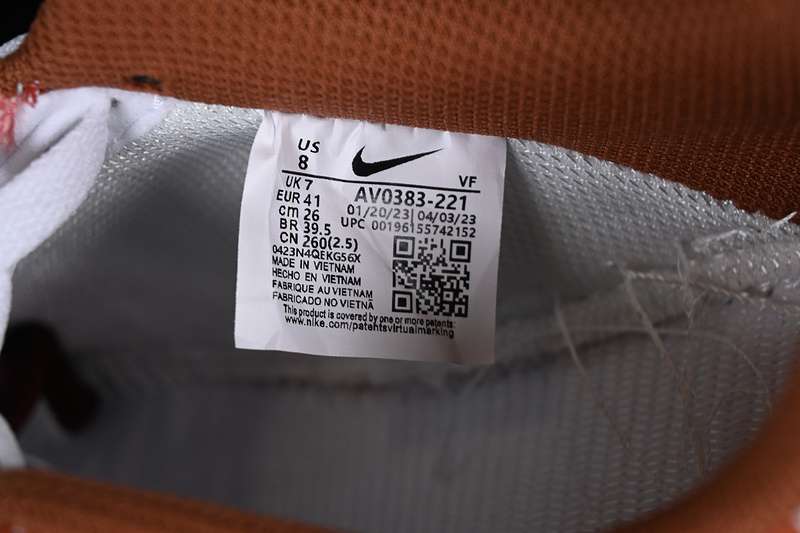 US
8
VF
UK 7
AV0383-221
EUR 41
01/20/23 | 04/03/23
cm 26
UPC 00196155742152
BR 39.5
CN 260(2.5)
0423N4QEKG56X
MADE IN VIETNAM
HECHO EN VIETNAM
FABRIQUE AU VIETNAM
FABRICADO NO VIETNÃ
This product is covered by one or more patents:
www.nike.com/patentsvirtualmarking